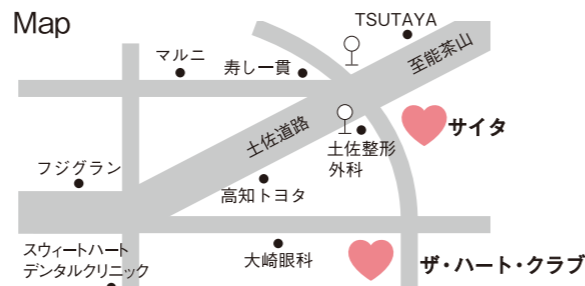 Map
TSUTAYA
マルニ
寿し一貫
至能茶山
サイタ
土佐道路
土佐整形
外科
フジグラン
高知トヨタ
スウィートハート
デンタルクリニック
大崎眼科
ザ・ハート・クラブ